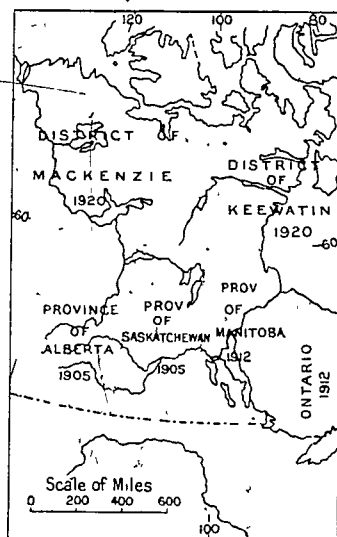 120 100 80
DISTRICT OF
MACKENZIE
1920
DISTRICT
OF
KEEWATIN
1920
60
60
PROVINCE
OF
ALBERTA
1905
PROV
OF
SASKATCHEWAN
1905
PROV
OF
MANITOBA
1912
ONTARIO
1912
Scale of Miles
0 200 400 600
100